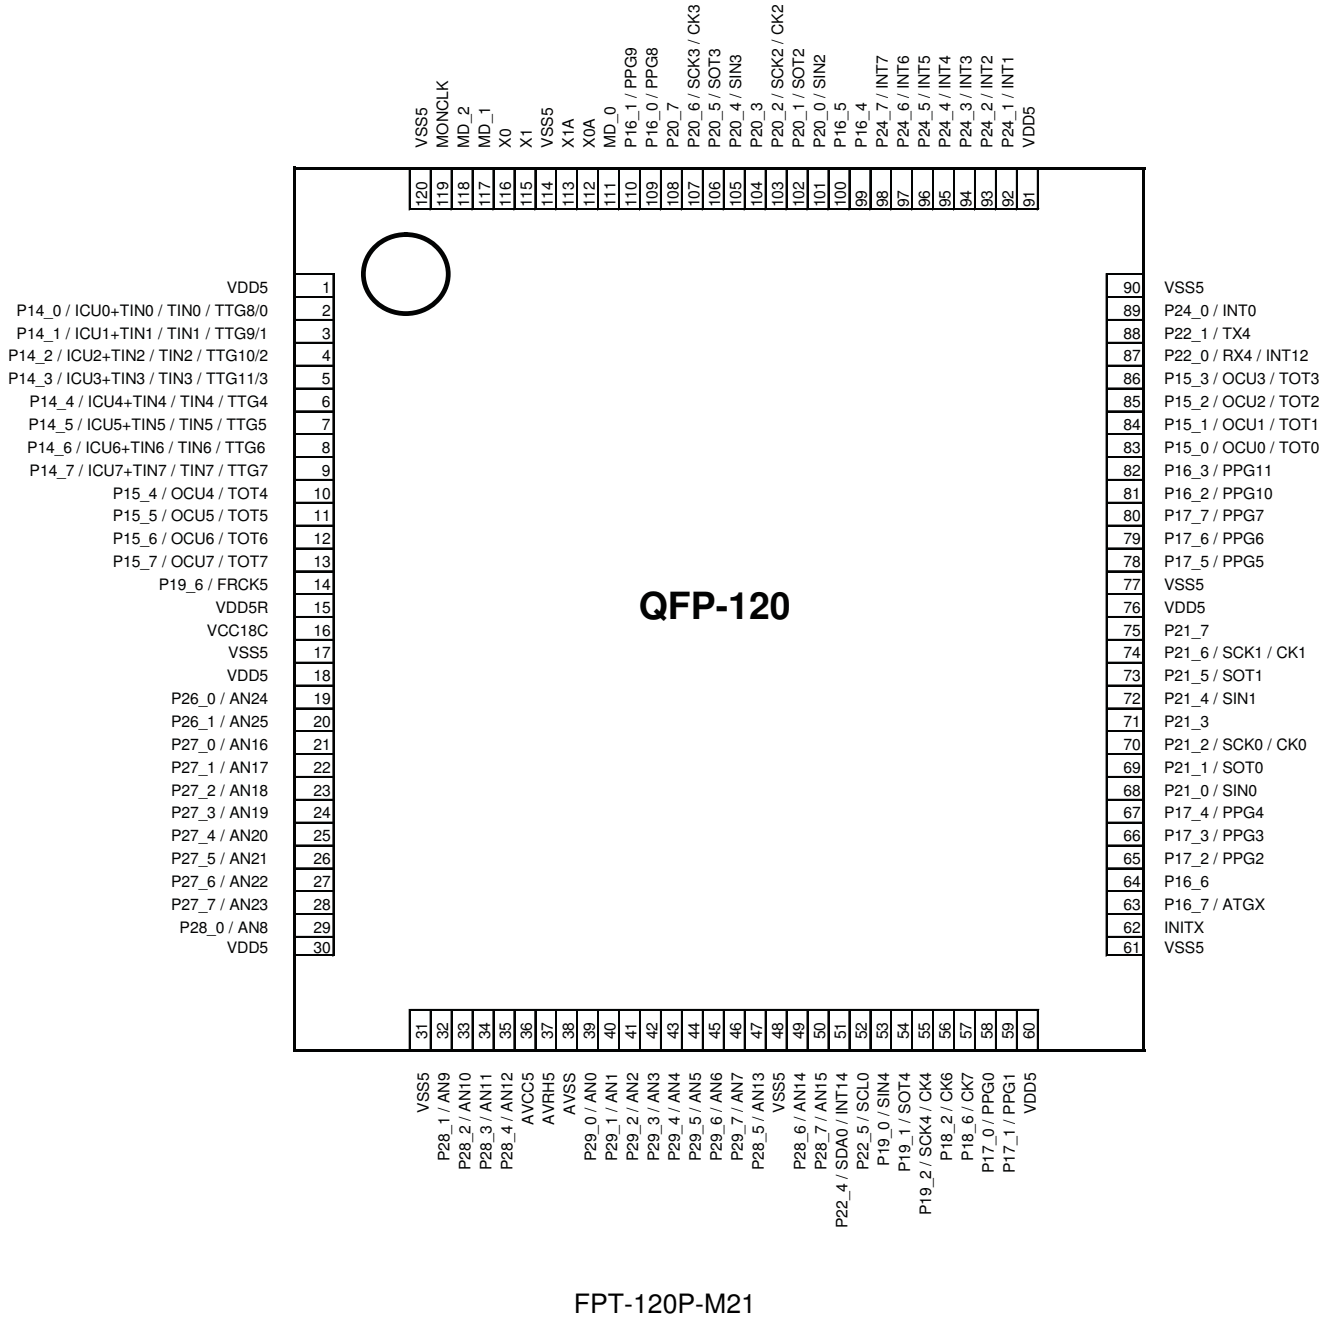 VSS5
MONCLK
MD_2
MD_1
X0
X1
VSS5
X1A
X0A
MD_0
P16_1 / PPG9
P16_0 / PPG8
P20_7
P20_6 / SCK3 / CK3
P20_5 / SOT3
P20_4 / SIN3
P20_3
P20_2 / SCK2 / CK2
P20_1 / SOT2
P20_0 / SIN2
P16_5
P16_4
P24_7 / INT7
P24_6 / INT6
P24_5 / INT5
P24_4 / INT4
P24_3 / INT3
P24_2 / INT2
P24_1 / INT1
VDD5
120
119
118
117
116
115
114
113
112
111
110
109
108
107
106
105
104
103
102
101
100
99
98
97
96
95
94
93
92
91
VDD5 1
P14_0 / ICU0+TIN0 / TIN0 / TTG8/0 2
P14_1 / ICU1+TIN1 / TIN1 / TTG9/1 3
P14_2 / ICU2+TIN2 / TIN2 / TTG10/2 4
P14_3 / ICU3+TIN3 / TIN3 / TTG11/3 5
P14_4 / ICU4+TIN4 / TIN4 / TTG4 6
P14_5 / ICU5+TIN5 / TIN5 / TTG5 7
P14_6 / ICU6+TIN6 / TIN6 / TTG6 8
P14_7 / ICU7+TIN7 / TIN7 / TTG7 9
P15_4 / OCU4 / TOT4 10
P15_5 / OCU5 / TOT5 11
P15_6 / OCU6 / TOT6 12
P15_7 / OCU7 / TOT7 13
P19_6 / FRCK5 14
VDD5R 15
VCC18C 16
VSS5 17
VDD5 18
P26_0 / AN24 19
P26_1 / AN25 20
P27_0 / AN16 21
P27_1 / AN17 22
P27_2 / AN18 23
P27_3 / AN19 24
P27_4 / AN20 25
P27_5 / AN21 26
P27_6 / AN22 27
P27_7 / AN23 28
P28_0 / AN8 29
VDD5 30
QFP-120
90 VSS5
89 P24_0 / INT0
88 P22_1 / TX4
87 P22_0 / RX4 / INT12
86 P15_3 / OCU3 / TOT3
85 P15_2 / OCU2 / TOT2
84 P15_1 / OCU1 / TOT1
83 P15_0 / OCU0 / TOT0
82 P16_3 / PPG11
81 P16_2 / PPG10
80 P17_7 / PPG7
79 P17_6 / PPG6
78 P17_5 / PPG5
77 VSS5
76 VDD5
75 P21_7
74 P21_6 / SCK1 / CK1
73 P21_5 / SOT1
72 P21_4 / SIN1
71 P21_3
70 P21_2 / SCK0 / CK0
69 P21_1 / SOT0
68 P21_0 / SIN0
67 P17_4 / PPG4
66 P17_3 / PPG3
65 P17_2 / PPG2
64 P16_6
63 P16_7 / ATGX
62 INITX
61 VSS5
31
32
33
34
35
36
37
38
39
40
41
42
43
44
45
46
47
48
49
50
51
52
53
54
55
56
57
58
59
60
VSS5
P28_1 / AN9
P28_2 / AN10
P28_3 / AN11
P28_4 / AN12
AVCC5
AVRH5
AVSS
P29_0 / AN0
P29_1 / AN1
P29_2 / AN2
P29_3 / AN3
P29_4 / AN4
P29_5 / AN5
P29_6 / AN6
P29_7 / AN7
P28_5 / AN13
VSS5
P28_6 / AN14
P28_7 / AN15
P22_4 / SDA0 / INT14
P22_5 / SCL0
P19_0 / SIN4
P19_1 / SOT4
P19_2 / SCK4 / CK4
P18_2 / CK6
P18_6 / CK7
P17_0 / PPG0
P17_1 / PPG1
VDD5
FPT-120P-M21